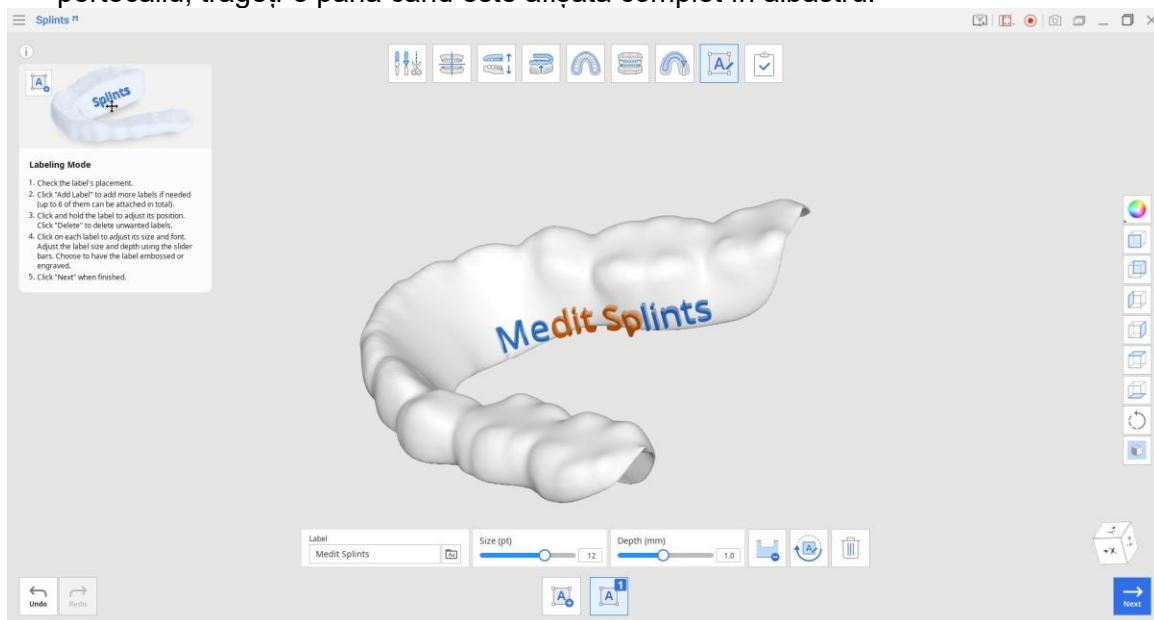 portocaliu, trageți-o până când este afișată complet în albastru.
Splints
Splints
Labeling Mode
1. Check the label's placement.
2. Click "Add Label" to add more labels if needed
(up to 6 of them can be attached in total).
3. Click and hold the label to adjust its position.
Click "Delete" to delete unwanted labels.
4. Click on each label to adjust its size and font.
Adjust the label size and depth using the slider
bars. Choose to have the label embossed or
engraved.
5. Click "Next" when finished.
Medit Splints
Label
Medit Splints
Size (pt)
12
Depth (mm)
1.0
+X
Undo
Redo
1
Next